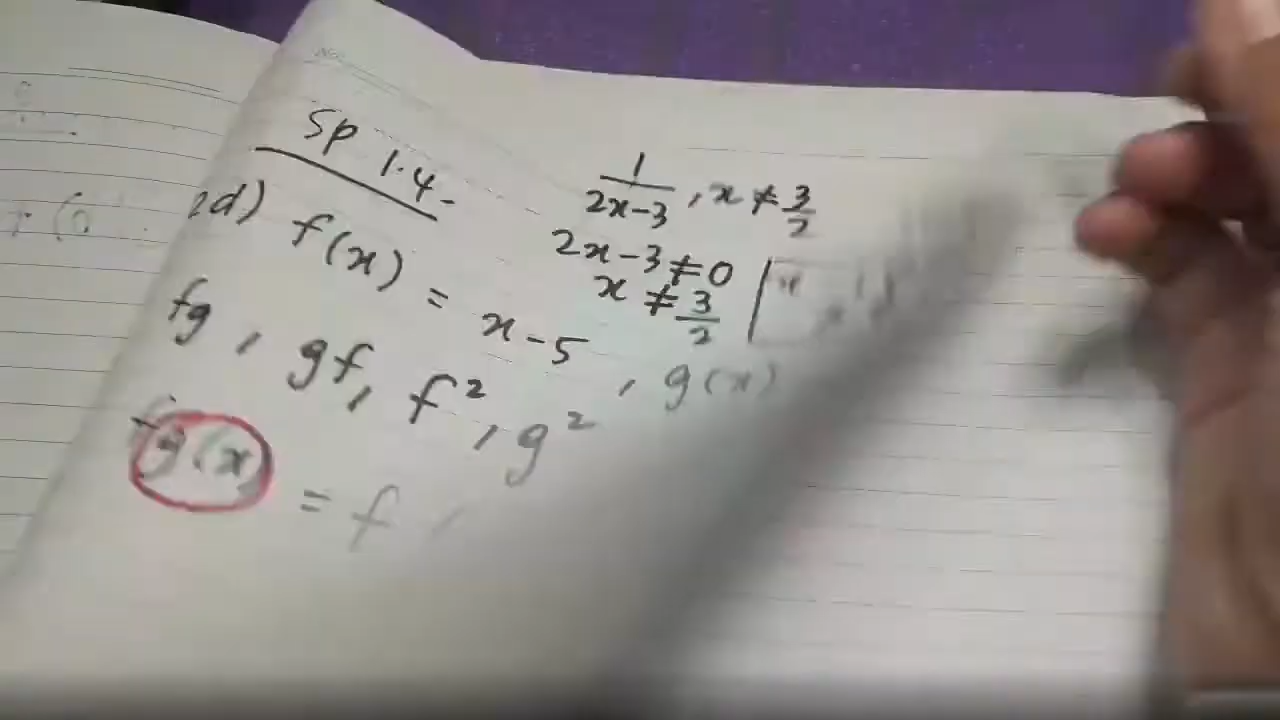 SP 1.4.
2d) f(x) = x-5, g(x)
1/(2x-3), x ≠ 3/2
2x-3≠0
x ≠ 3/2
fg, gf, f², g²
fg(x) = f